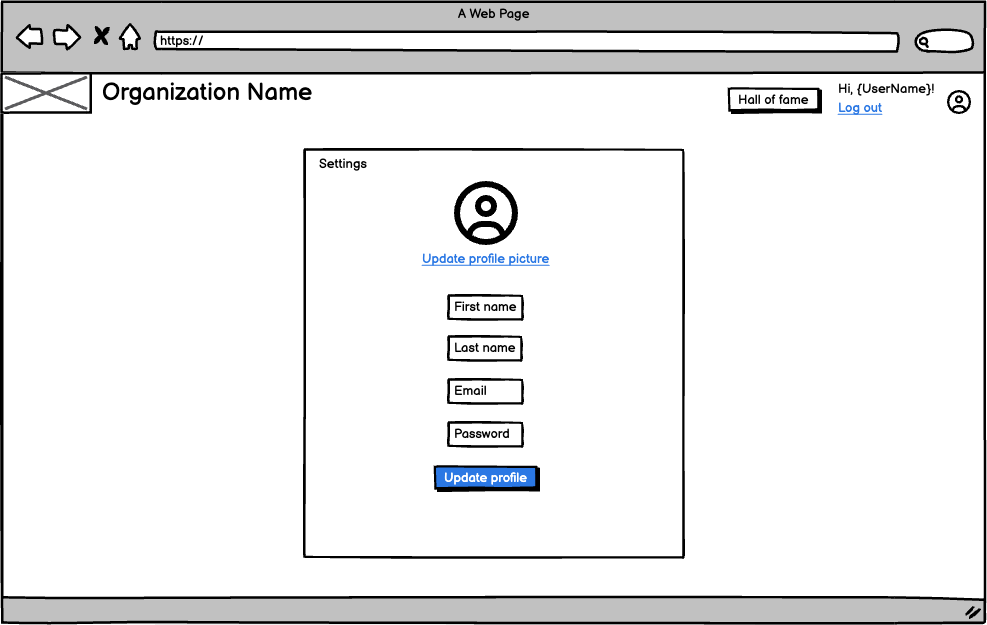 A Web Page
https://
Organization Name
Hall of fame
Hi, {UserName}!
Log out
Settings
Update profile picture
First name
Last name
Email
Password
Update profile